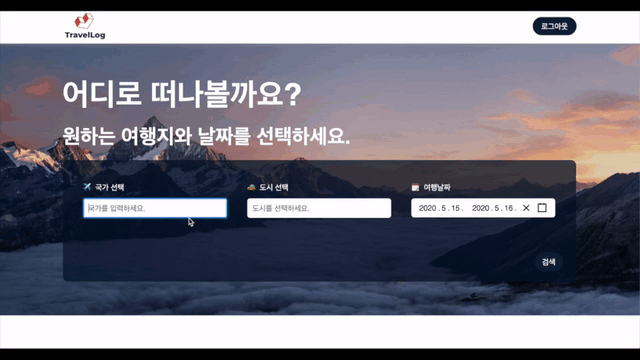 TravelLog
로그아웃
어디로 떠나볼까요?
원하는 여행지와 날짜를 선택하세요.
✈️ 국가 선택
🚕 도시 선택
여행날짜
국가를 입력하세요.
도시를 선택하세요.
2020 . 5 . 15 . 2020 . 5 . 16 .
검색